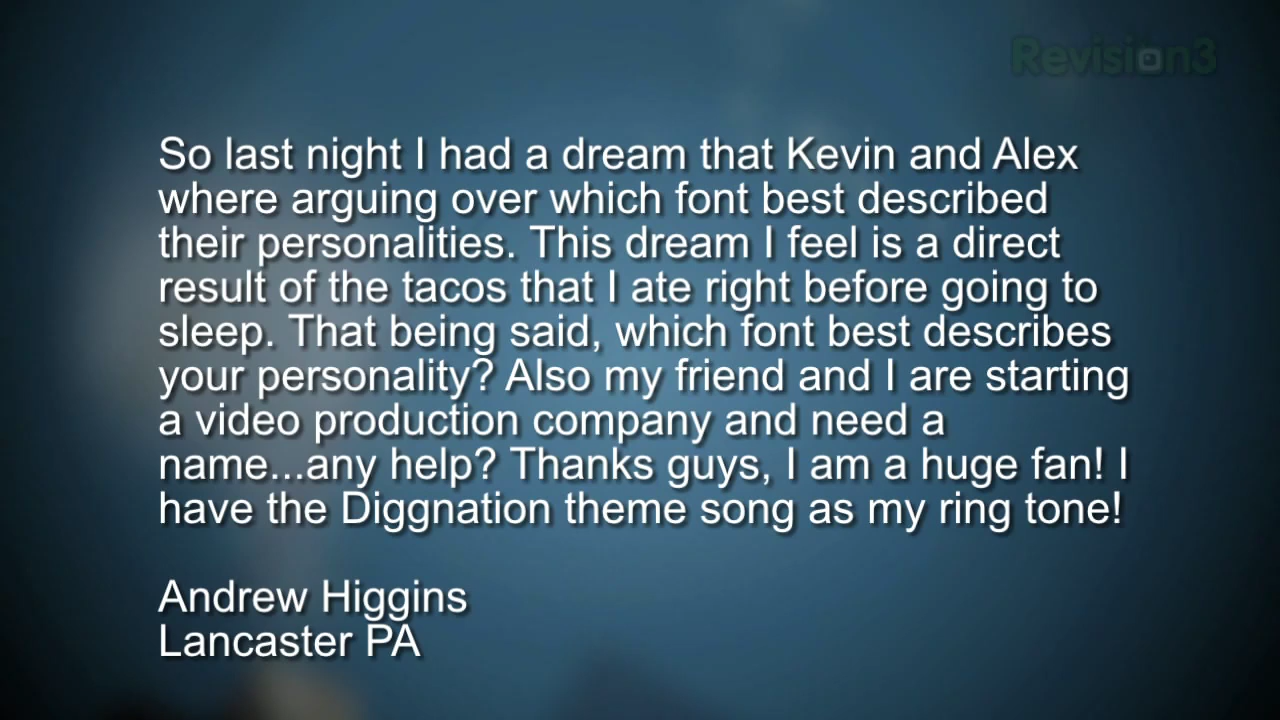 Revision3
So last night I had a dream that Kevin and Alex
where arguing over which font best described
their personalities. This dream I feel is a direct
result of the tacos that I ate right before going to
sleep. That being said, which font best describes
your personality? Also my friend and I are starting
a video production company and need a
name...any help? Thanks guys, I am a huge fan! I
have the Diggnation theme song as my ring tone!
Andrew Higgins
Lancaster PA